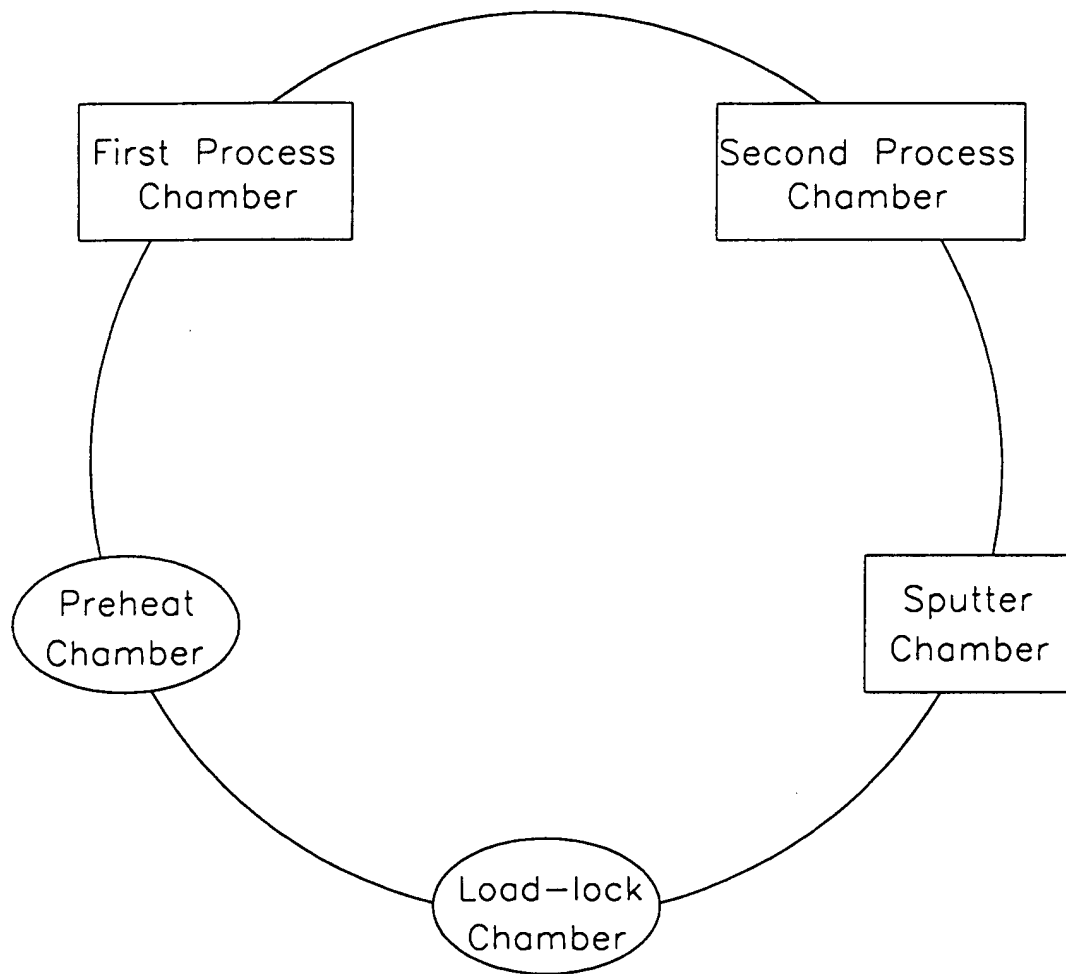 First Process
Chamber
Second Process
Chamber
Preheat
Chamber
Sputter
Chamber
Load-lock
Chamber